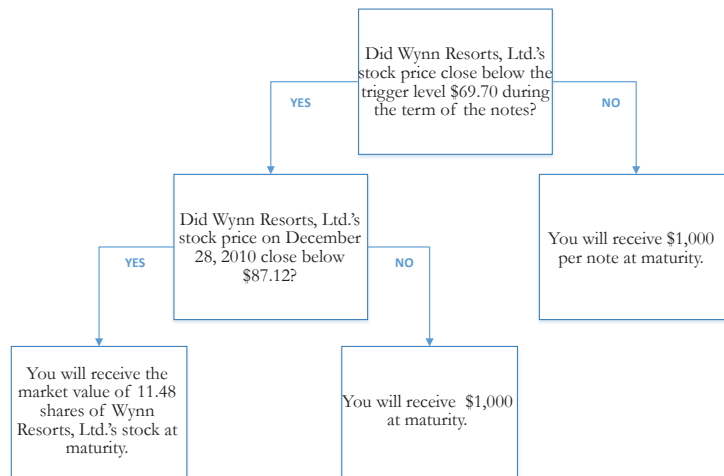 Did Wynn Resorts, Ltd.'s
stock price close below the
trigger level $69.70 during
the term of the notes?
YES
NO
Did Wynn Resorts, Ltd.'s
stock price on December
28, 2010 close below
$87.12?
You will receive $1,000
per note at maturity.
YES
NO
You will receive the
market value of 11.48
shares of Wynn
Resorts, Ltd.'s stock at
maturity.
You will receive $1,000
at maturity.